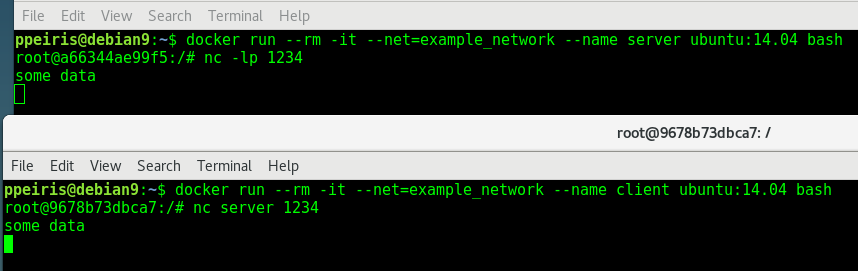 File Edit View Search Terminal Help
ppeiris@debian9:~$ docker run --rm -it --net=example_network --name server ubuntu:14.04 bash
root@a66344ae99f5:/# nc -lp 1234
some data
root@9678b73dbca7: /
File Edit View Search Terminal Help
ppeiris@debian9:~$ docker run --rm -it --net=example_network --name client ubuntu:14.04 bash
root@9678b73dbca7:/# nc server 1234
some data